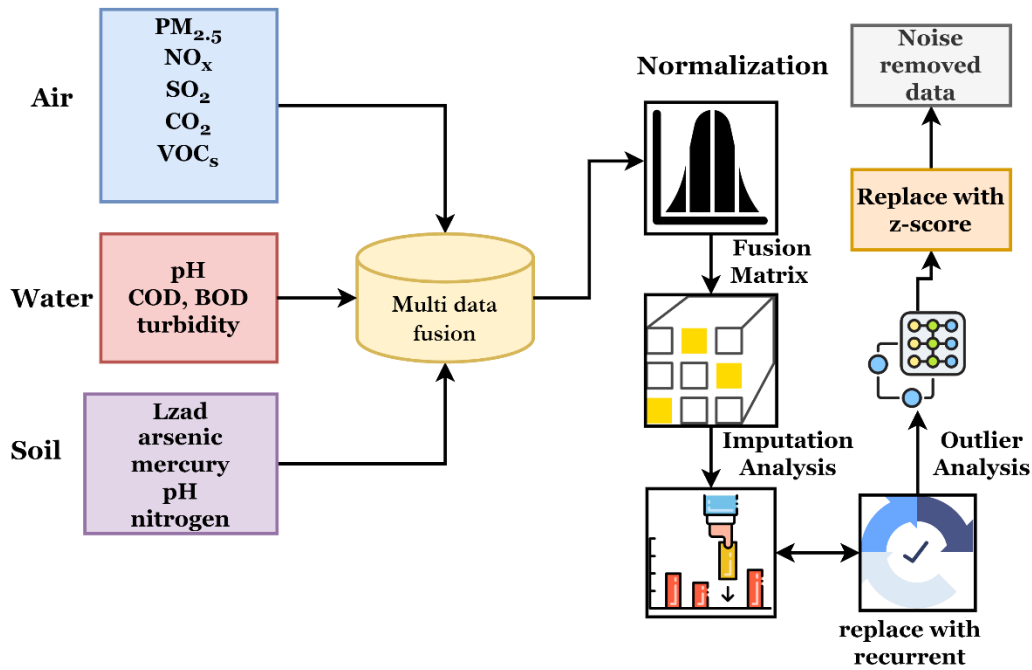 Air
PM2.5
NOx
SO2
CO2
VOCs
Water
pH
COD, BOD
turbidity
Soil
Lzad
arsenic
mercury
pH
nitrogen
Multi data
fusion
Normalization
Fusion
Matrix
Imputation
Analysis
replace with
recurrent
Outlier
Analysis
Replace with
z-score
Noise
removed
data